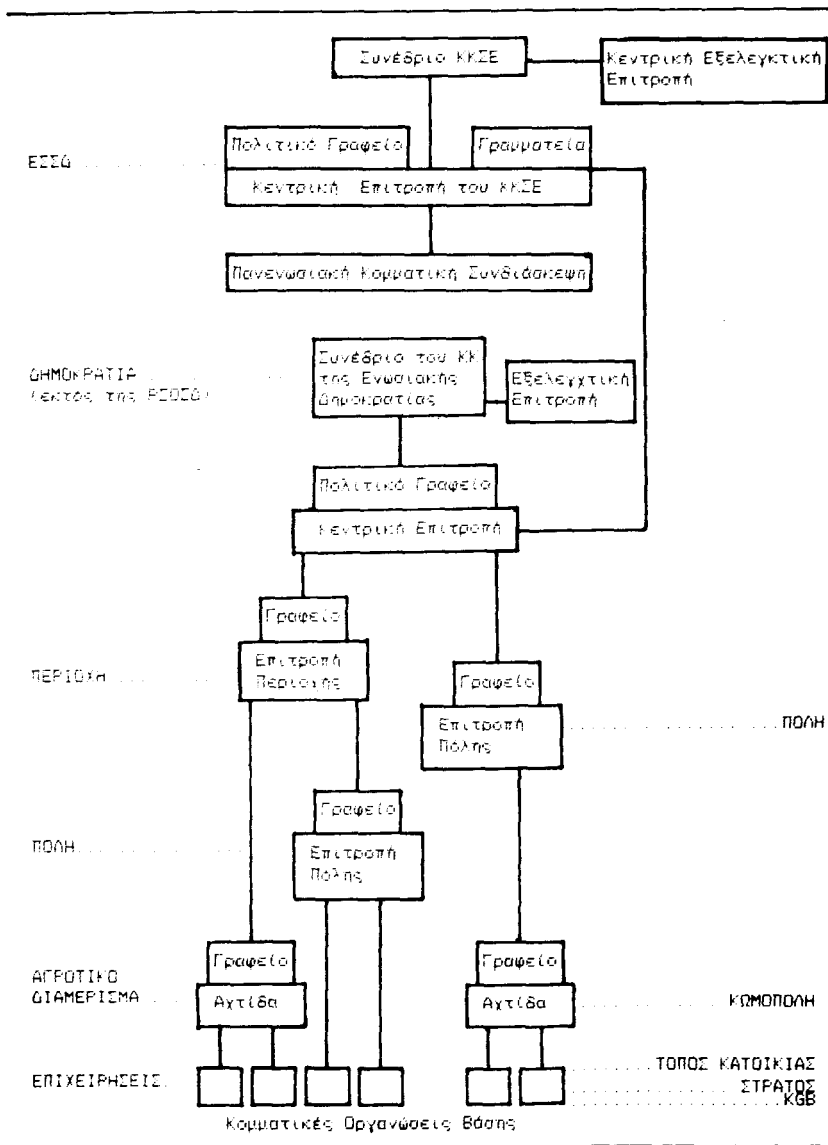 Συνέδριο ΚΚΣΕ
Κεντρική Εξελεγκτική
Επιτροπή
Πολιτικό Γραφείο
Γραμματεία
ΕΣΣΔ
Κεντρική Επιτροπή του ΚΚΣΕ
Πανενωσιακή Κομματική Συνδιάσκεψη
ΔΗΜΟΚΡΑΤΙΑ
(εκτός της ΡΣΟΣΔ)
Συνέδριο του ΚΚ
της Ενωσιακής
Δημοκρατίας
Εξελεγχτική
Επιτροπή
Πολιτικό Γραφείο
Κεντρική Επιτροπή
Γραφείο
ΠΕΡΙΟΧΗ
Επιτροπή
Περιοχής
Γραφείο
Επιτροπή
Πόλης
ΠΟΛΗ
Γραφείο
ΠΟΛΗ
Επιτροπή
Πόλης
Γραφείο
Γραφείο
ΑΓΡΟΤΙΚΟ
ΔΙΑΜΕΡΙΣΜΑ
Αχτίδα
Αχτίδα
ΚΩΜΟΠΟΛΗ
ΕΠΙΧΕΙΡΗΣΕΙΣ
ΤΟΠΟΣ ΚΑΤΟΙΚΙΑΣ
ΣΤΡΑΤΟΣ
KGB
Κομματικές Οργανώσεις Βάσης